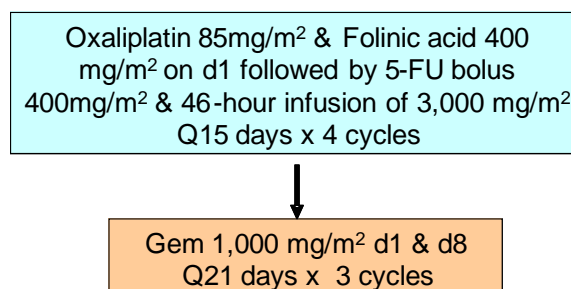 Oxaliplatin 85mg/m² & Folinic acid 400
mg/m² on d1 followed by 5-FU bolus
400mg/m² & 46-hour infusion of 3,000 mg/m²
Q15 days x 4 cycles
Gem 1,000 mg/m² d1 & d8
Q21 days x 3 cycles